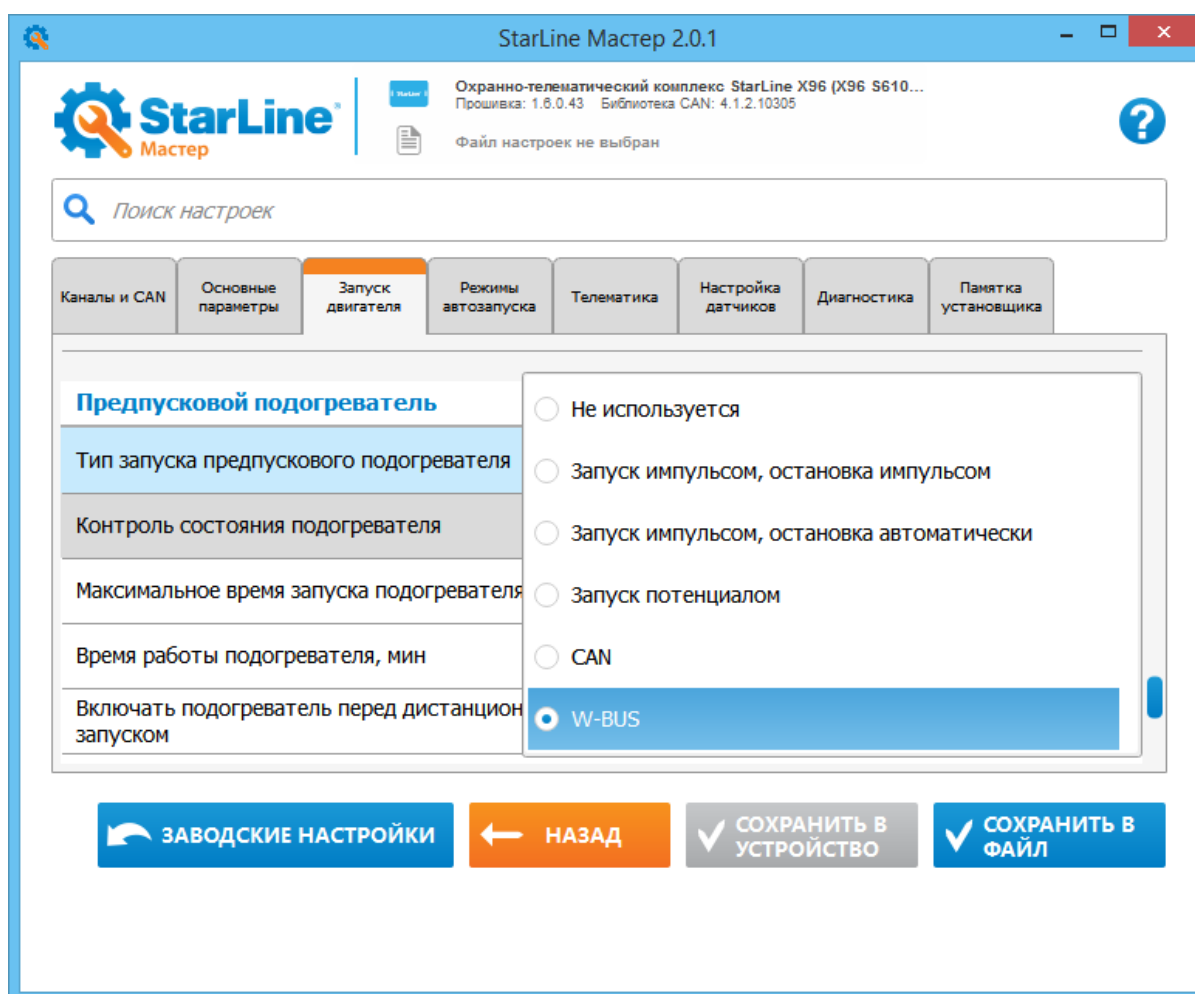 StarLine Мастер 2.0.1
StarLine®
Мастер
StarLine
Охранно-телематический комплекс StarLine X96 (X96 S610...
Прошивка: 1.6.0.43 Библиотека CAN: 4.1.2.10305
Файл настроек не выбран
?
Поиск настроек
Каналы и CAN
Основные
параметры
Запуск
двигателя
Режимы
автозапуска
Телематика
Настройка
датчиков
Диагностика
Памятка
установщика
Предпусковой подогреватель
Тип запуска предпускового подогревателя
Контроль состояния подогревателя
Максимальное время запуска подогревателя
Время работы подогревателя, мин
Включать подогреватель перед дистанцион
запуском
Не используется
Запуск импульсом, остановка импульсом
Запуск импульсом, остановка автоматически
Запуск потенциалом
CAN
W-BUS
ЗАВОДСКИЕ НАСТРОЙКИ
НАЗАД
СОХРАНИТЬ В
УСТРОЙСТВО
СОХРАНИТЬ В
ФАЙЛ